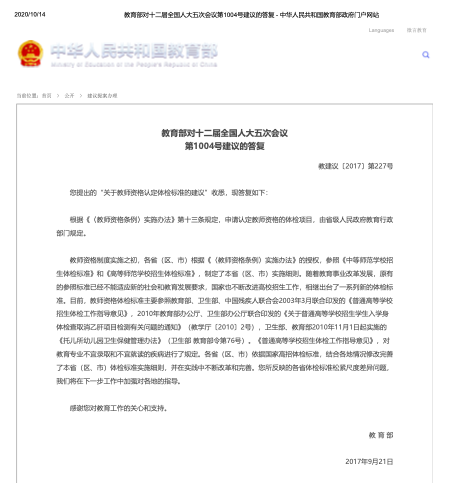 2020/10/14
教育部对十二届全国人大五次会议第1004号建议的答复 - 中华人民共和国教育部政府门户网站
Languages 微言教育
中华人民共和国教育部
Ministry of Education of the People's Republic of China
当前位置：首页 > 公开 > 建议提案办理
教育部对十二届全国人大五次会议
第1004号建议的答复
教建议〔2017〕第227号
您提出的“关于教师资格认定体检标准的建议”收悉，现答复如下：
根据《〈教师资格条例〉实施办法》第十三条规定，申请认定教师资格的体检项目，由省级人民政府教育行政
部门规定。
教师资格制度实施之初，各省（区、市）根据《〈教师资格条例〉实施办法》的授权，参照《中等师范学校招
生体检标准》和《高等师范学校招生体检标准》，制定了本省（区、市）实施细则。随着教育事业改革发展，原有
的参照标准已经不能适应新的社会和教育发展要求，国家也不断改进高校招生工作，相继出台了一系列新的体检标
准。目前，教师资格体检标准主要参照教育部、卫生部、中国残疾人联合会2003年3月联合印发的《普通高等学校
招生体检工作指导意见》，2010年教育部办公厅、卫生部办公厅联合印发的《关于普通高等学校招生学生入学身
体检查取消乙肝项目检测有关问题的通知》（教学厅〔2010〕2号），卫生部、教育部2010年11月1日起实施的
《托儿所幼儿园卫生保健管理办法》（卫生部 教育部令第76号）。《普通高等学校招生体检工作指导意见》，对
教育专业不宜录取和不宜就读的疾病进行了规定。各省（区、市）依据国家高招体检标准，结合各地情况修改完善
了本省（区、市）体检标准实施细则，并在实践中不断改革和完善。您所反映的各省体检标准松紧尺度差异问题，
我们将在下一步工作中加强对各地的指导。
感谢您对教育工作的关心和支持。
教 育 部
2017年9月21日